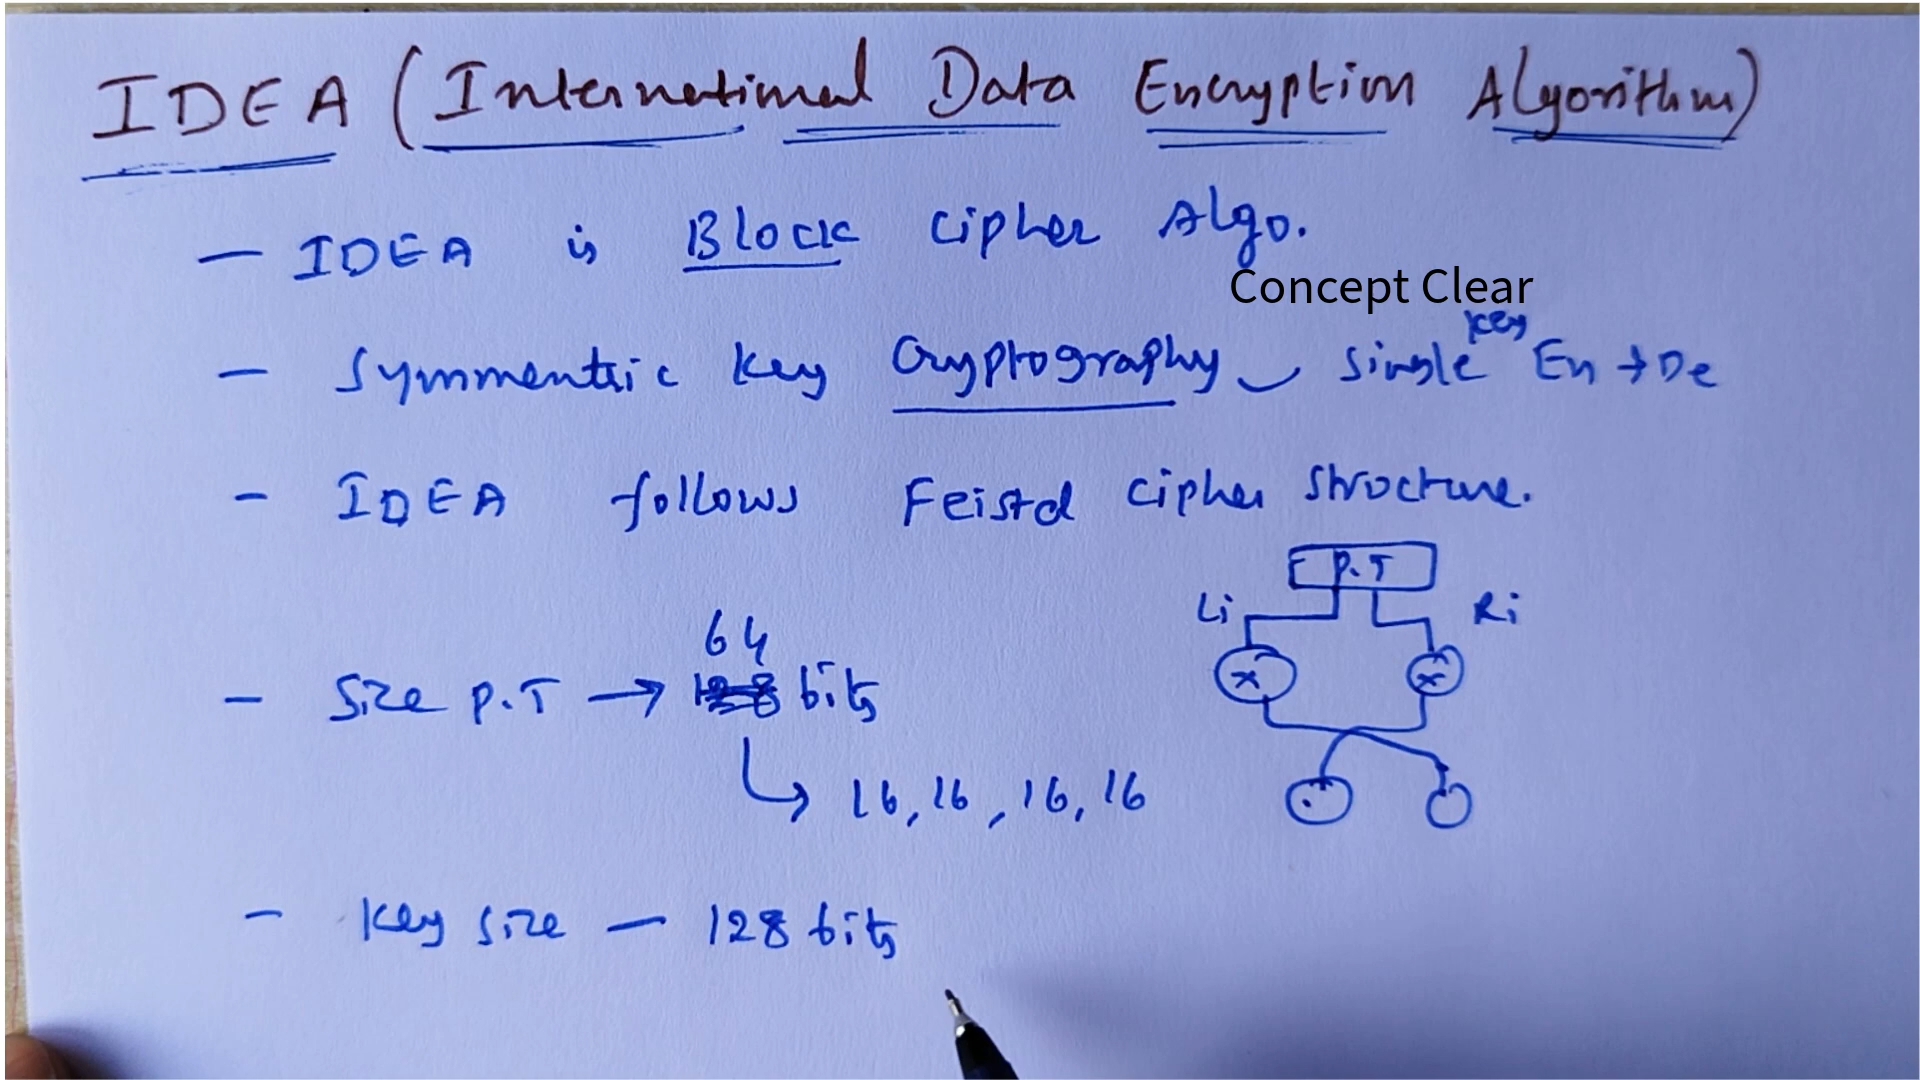 IDEA (International Data Encryption Algorithm)
- IDEA is Block Cipher Algo.
Concept Clear
- Symmentric Key Cryptography - Single key En + De
- IDEA follows Feistel Cipher Structure.
P.T
Li Ri
64
- Size P.T → 128 bits
x x
↳ 16, 16, 16, 16
- Key size - 128 bits